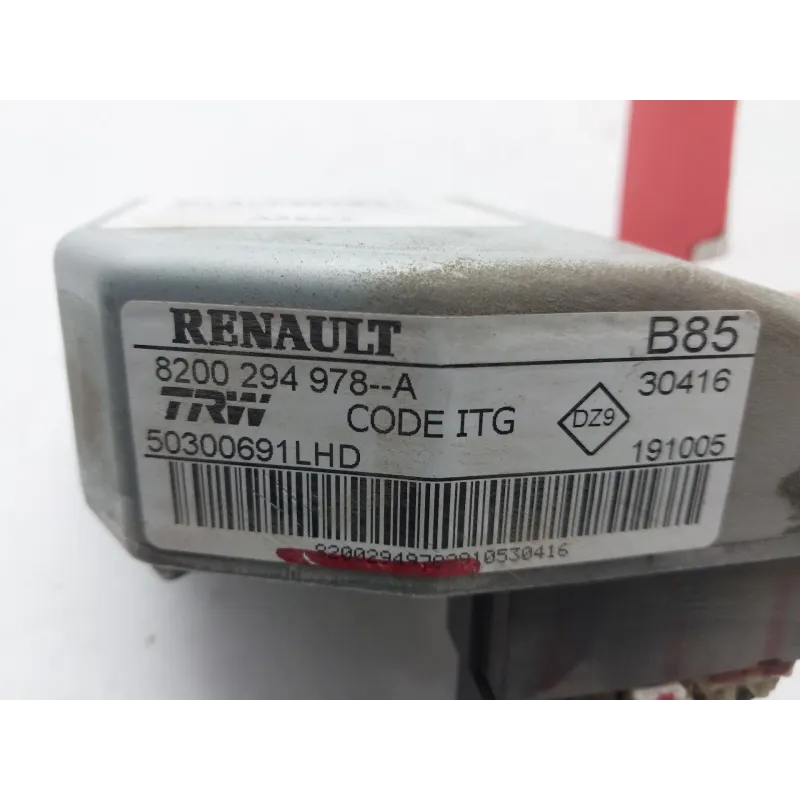 RENAULT B85
8200 294 978--A 30416
TRW CODE ITG DZ9
50300691LHD 191005